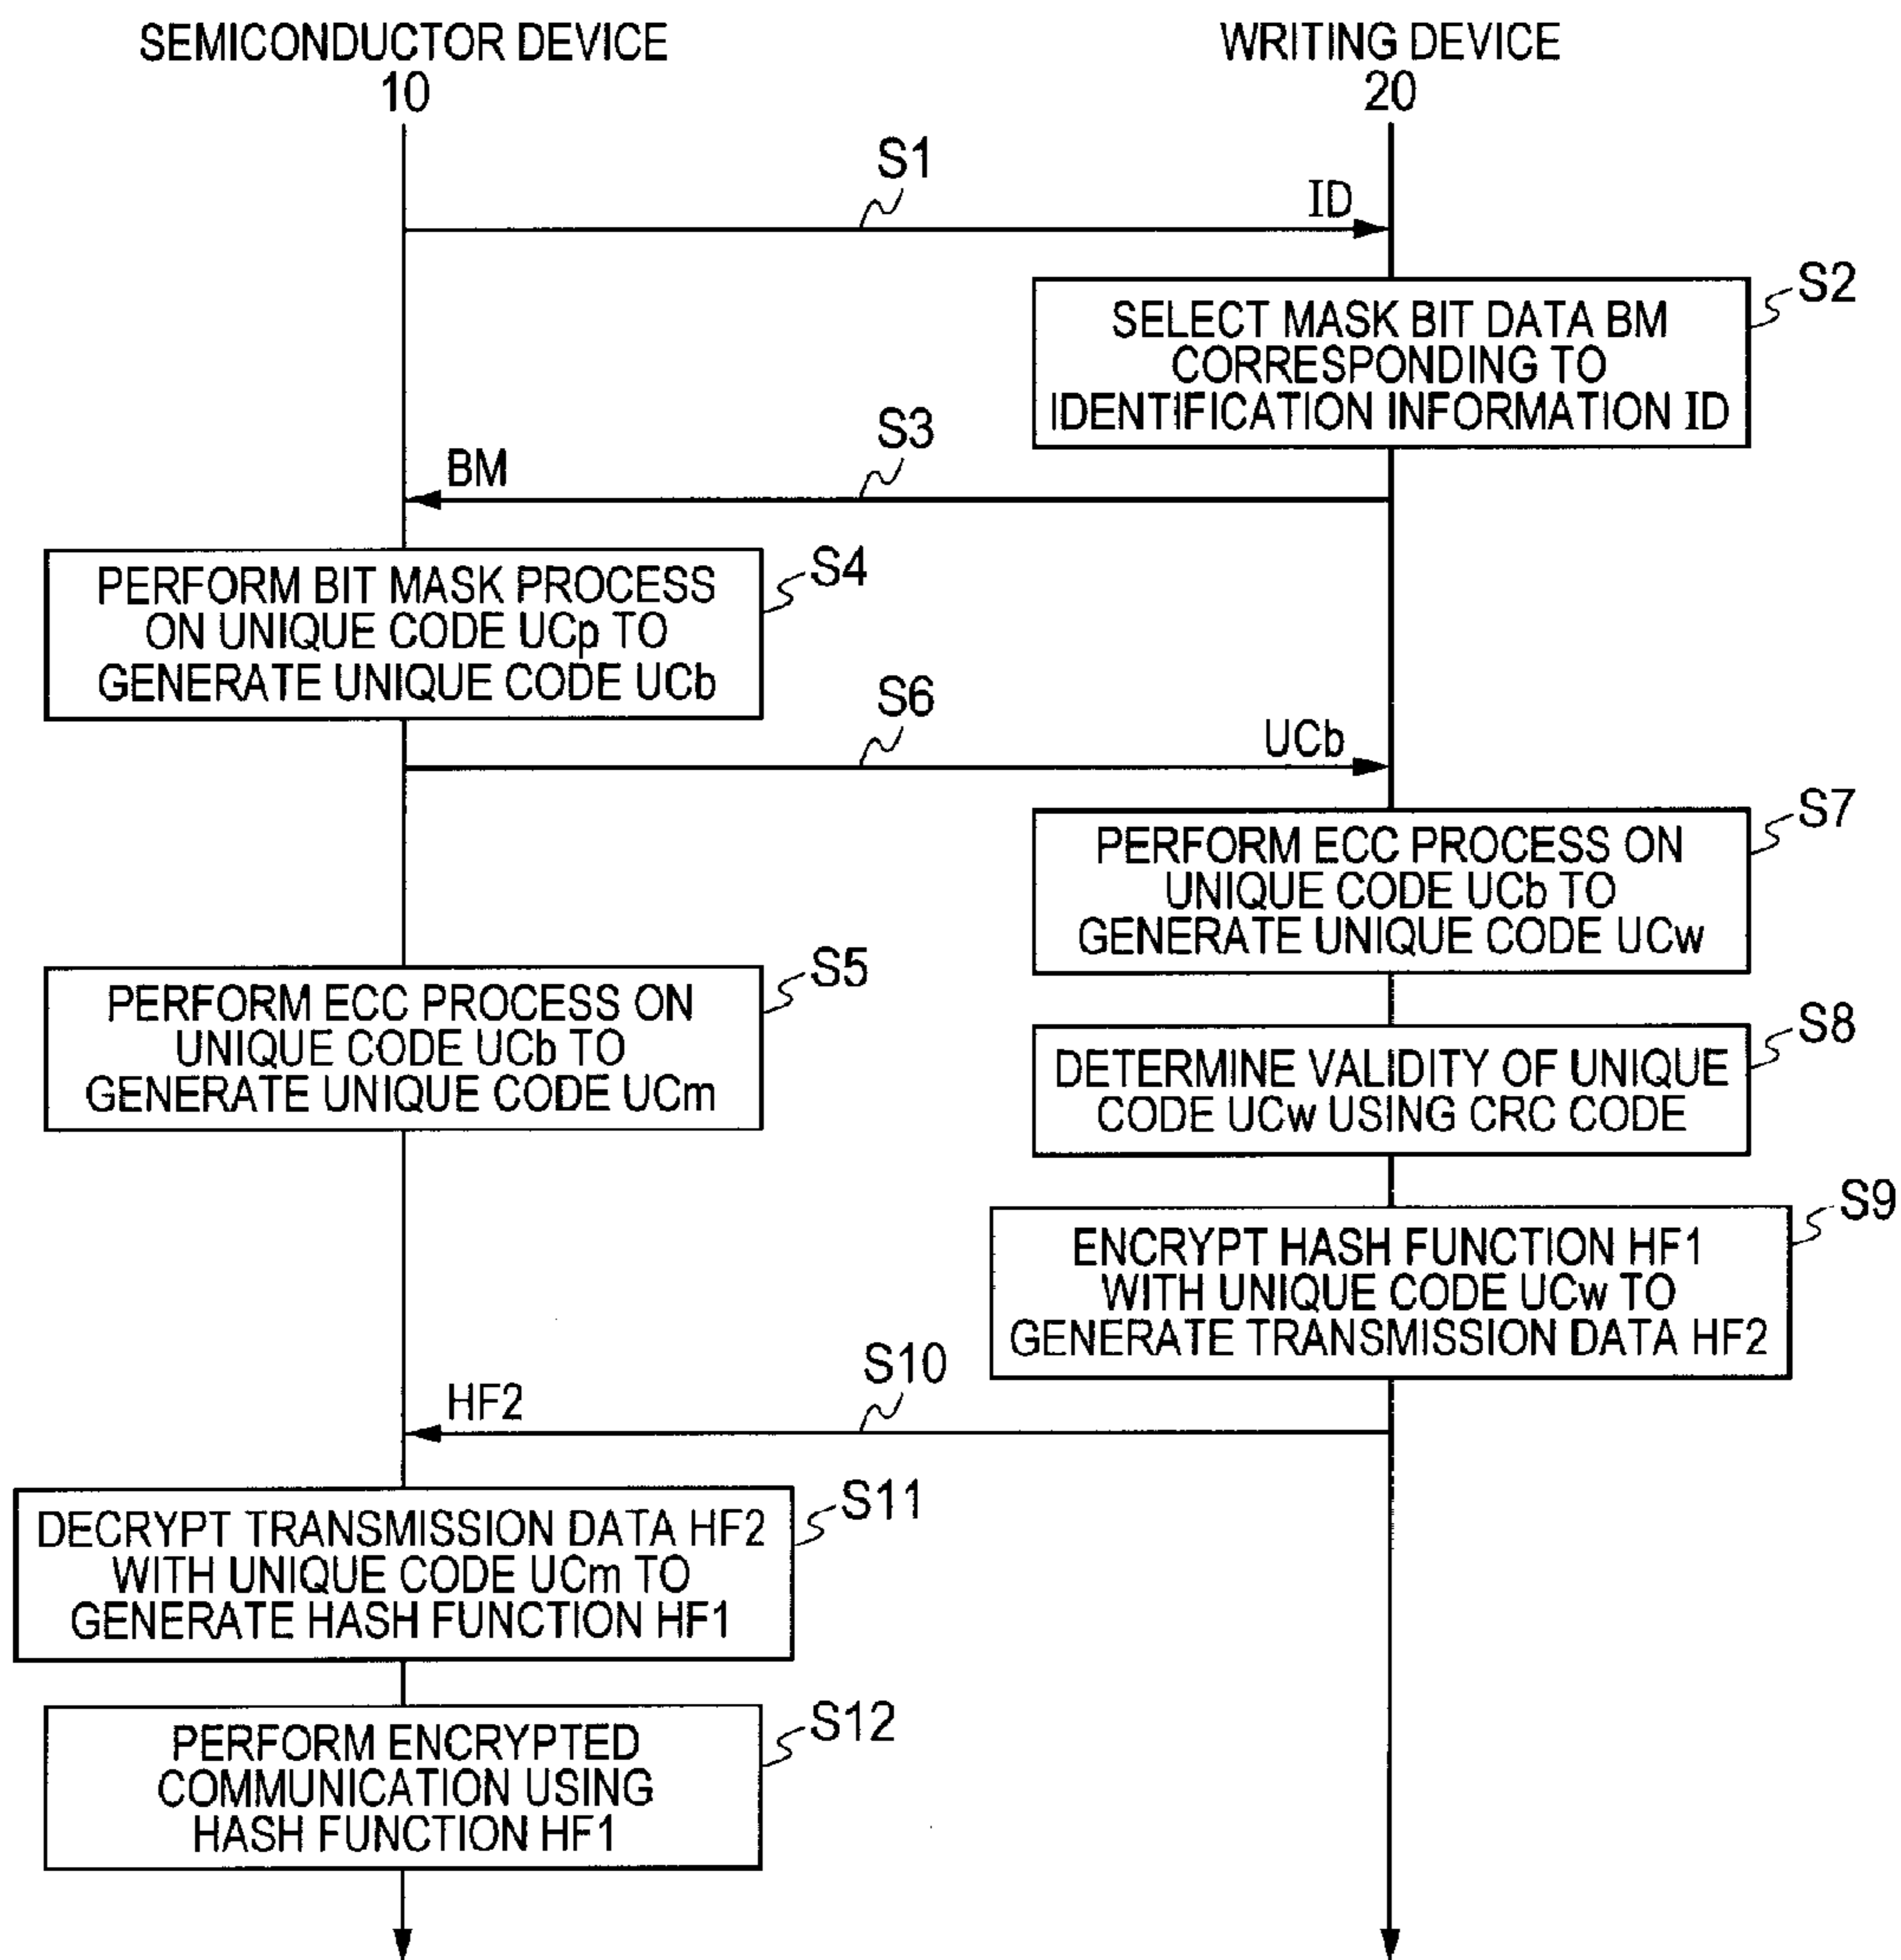 SEMICONDUCTOR DEVICE
10
WRITING DEVICE
20
S1
ID
S2
SELECT MASK BIT DATA BM
CORRESPONDING TO
IDENTIFICATION INFORMATION ID
S3
BM
S4
PERFORM BIT MASK PROCESS
ON UNIQUE CODE UCp TO
GENERATE UNIQUE CODE UCb
S6
UCb
S7
PERFORM ECC PROCESS ON
UNIQUE CODE UCb TO
GENERATE UNIQUE CODE UCw
S5
PERFORM ECC PROCESS ON
UNIQUE CODE UCb TO
GENERATE UNIQUE CODE UCm
S8
DETERMINE VALIDITY OF UNIQUE
CODE UCw USING CRC CODE
S9
ENCRYPT HASH FUNCTION HF1
WITH UNIQUE CODE UCw TO
GENERATE TRANSMISSION DATA HF2
S10
HF2
S11
DECRYPT TRANSMISSION DATA HF2
WITH UNIQUE CODE UCm TO
GENERATE HASH FUNCTION HF1
S12
PERFORM ENCRYPTED
COMMUNICATION USING
HASH FUNCTION HF1